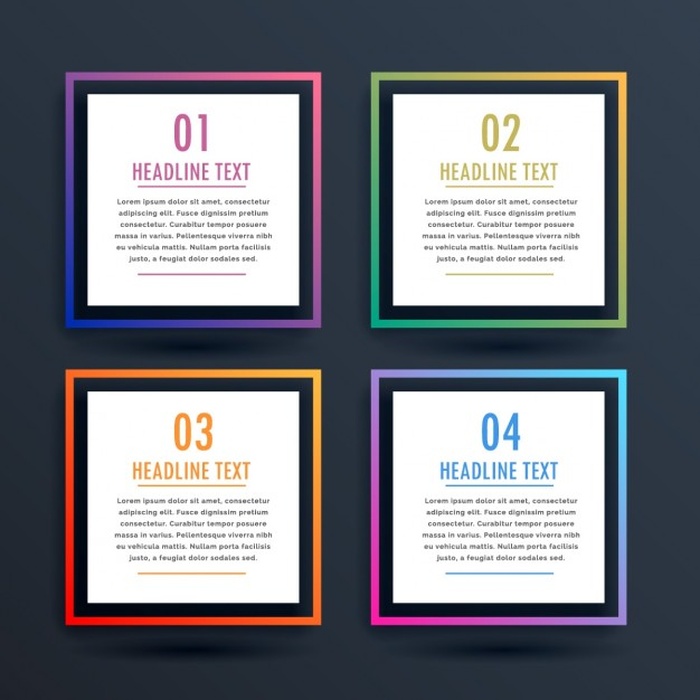 01
HEADLINE TEXT
Lorem ipsum dolor sit amet, consectetur
adipiscing elit. Fusce dignissim pretium
consectetur. Curabitur tempor posuere
massa in varius. Pellentesque viverra nibh
eu vehicula mattis. Nullam porta facilisis
justo, a feugiat dolor sodales sed.
02
HEADLINE TEXT
Lorem ipsum dolor sit amet, consectetur
adipiscing elit. Fusce dignissim pretium
consectetur. Curabitur tempor posuere
massa in varius. Pellentesque viverra nibh
eu vehicula mattis. Nullam porta facilisis
justo, a feugiat dolor sodales sed.
03
HEADLINE TEXT
Lorem ipsum dolor sit amet, consectetur
adipiscing elit. Fusce dignissim pretium
consectetur. Curabitur tempor posuere
massa in varius. Pellentesque viverra nibh
eu vehicula mattis. Nullam porta facilisis
justo, a feugiat dolor sodales sed.
04
HEADLINE TEXT
Lorem ipsum dolor sit amet, consectetur
adipiscing elit. Fusce dignissim pretium
consectetur. Curabitur tempor posuere
massa in varius. Pellentesque viverra nibh
eu vehicula mattis. Nullam porta facilisis
justo, a feugiat dolor sodales sed.